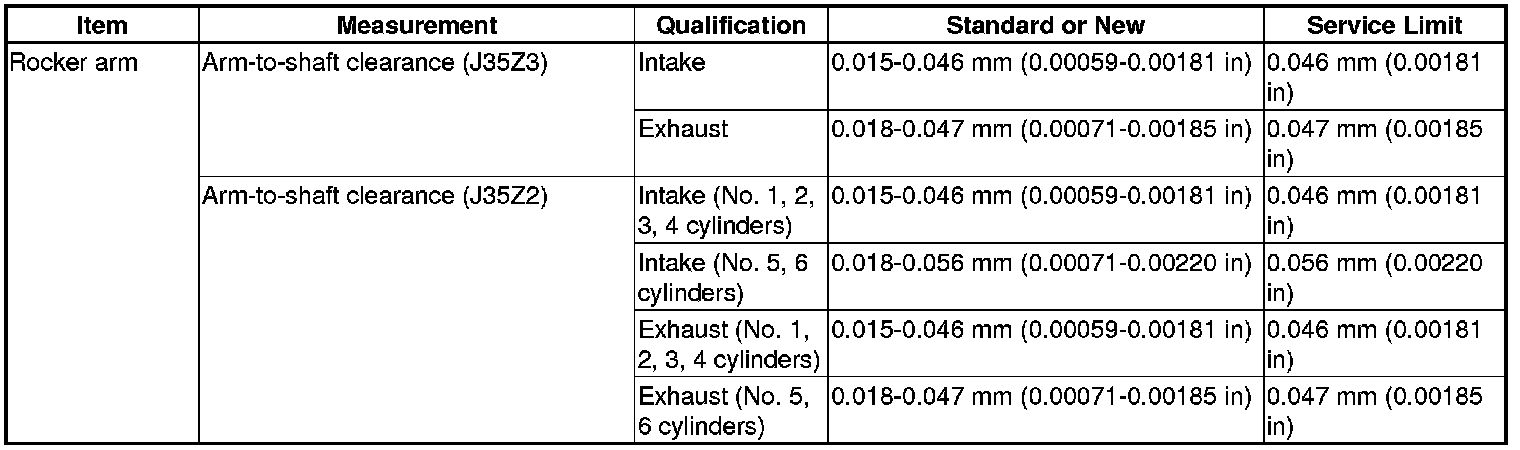 Item Measurement Qualification Standard or New Service Limit
Rocker arm Arm-to-shaft clearance (J35Z3) Intake 0.015-0.046 mm (0.00059-0.00181 in) 0.046 mm (0.00181
in)
Exhaust 0.018-0.047 mm (0.00071-0.00185 in) 0.047 mm (0.00185
in)
Arm-to-shaft clearance (J35Z2) Intake (No. 1, 2, 0.015-0.046 mm (0.00059-0.00181 in) 0.046 mm (0.00181
3, 4 cylinders) in)
Intake (No. 5, 6 0.018-0.056 mm (0.00071-0.00220 in) 0.056 mm (0.00220
cylinders) in)
Exhaust (No. 1, 0.015-0.046 mm (0.00059-0.00181 in) 0.046 mm (0.00181
2, 3, 4 cylinders) in)
Exhaust (No. 5, 0.018-0.047 mm (0.00071-0.00185 in) 0.047 mm (0.00185
6 cylinders) in)